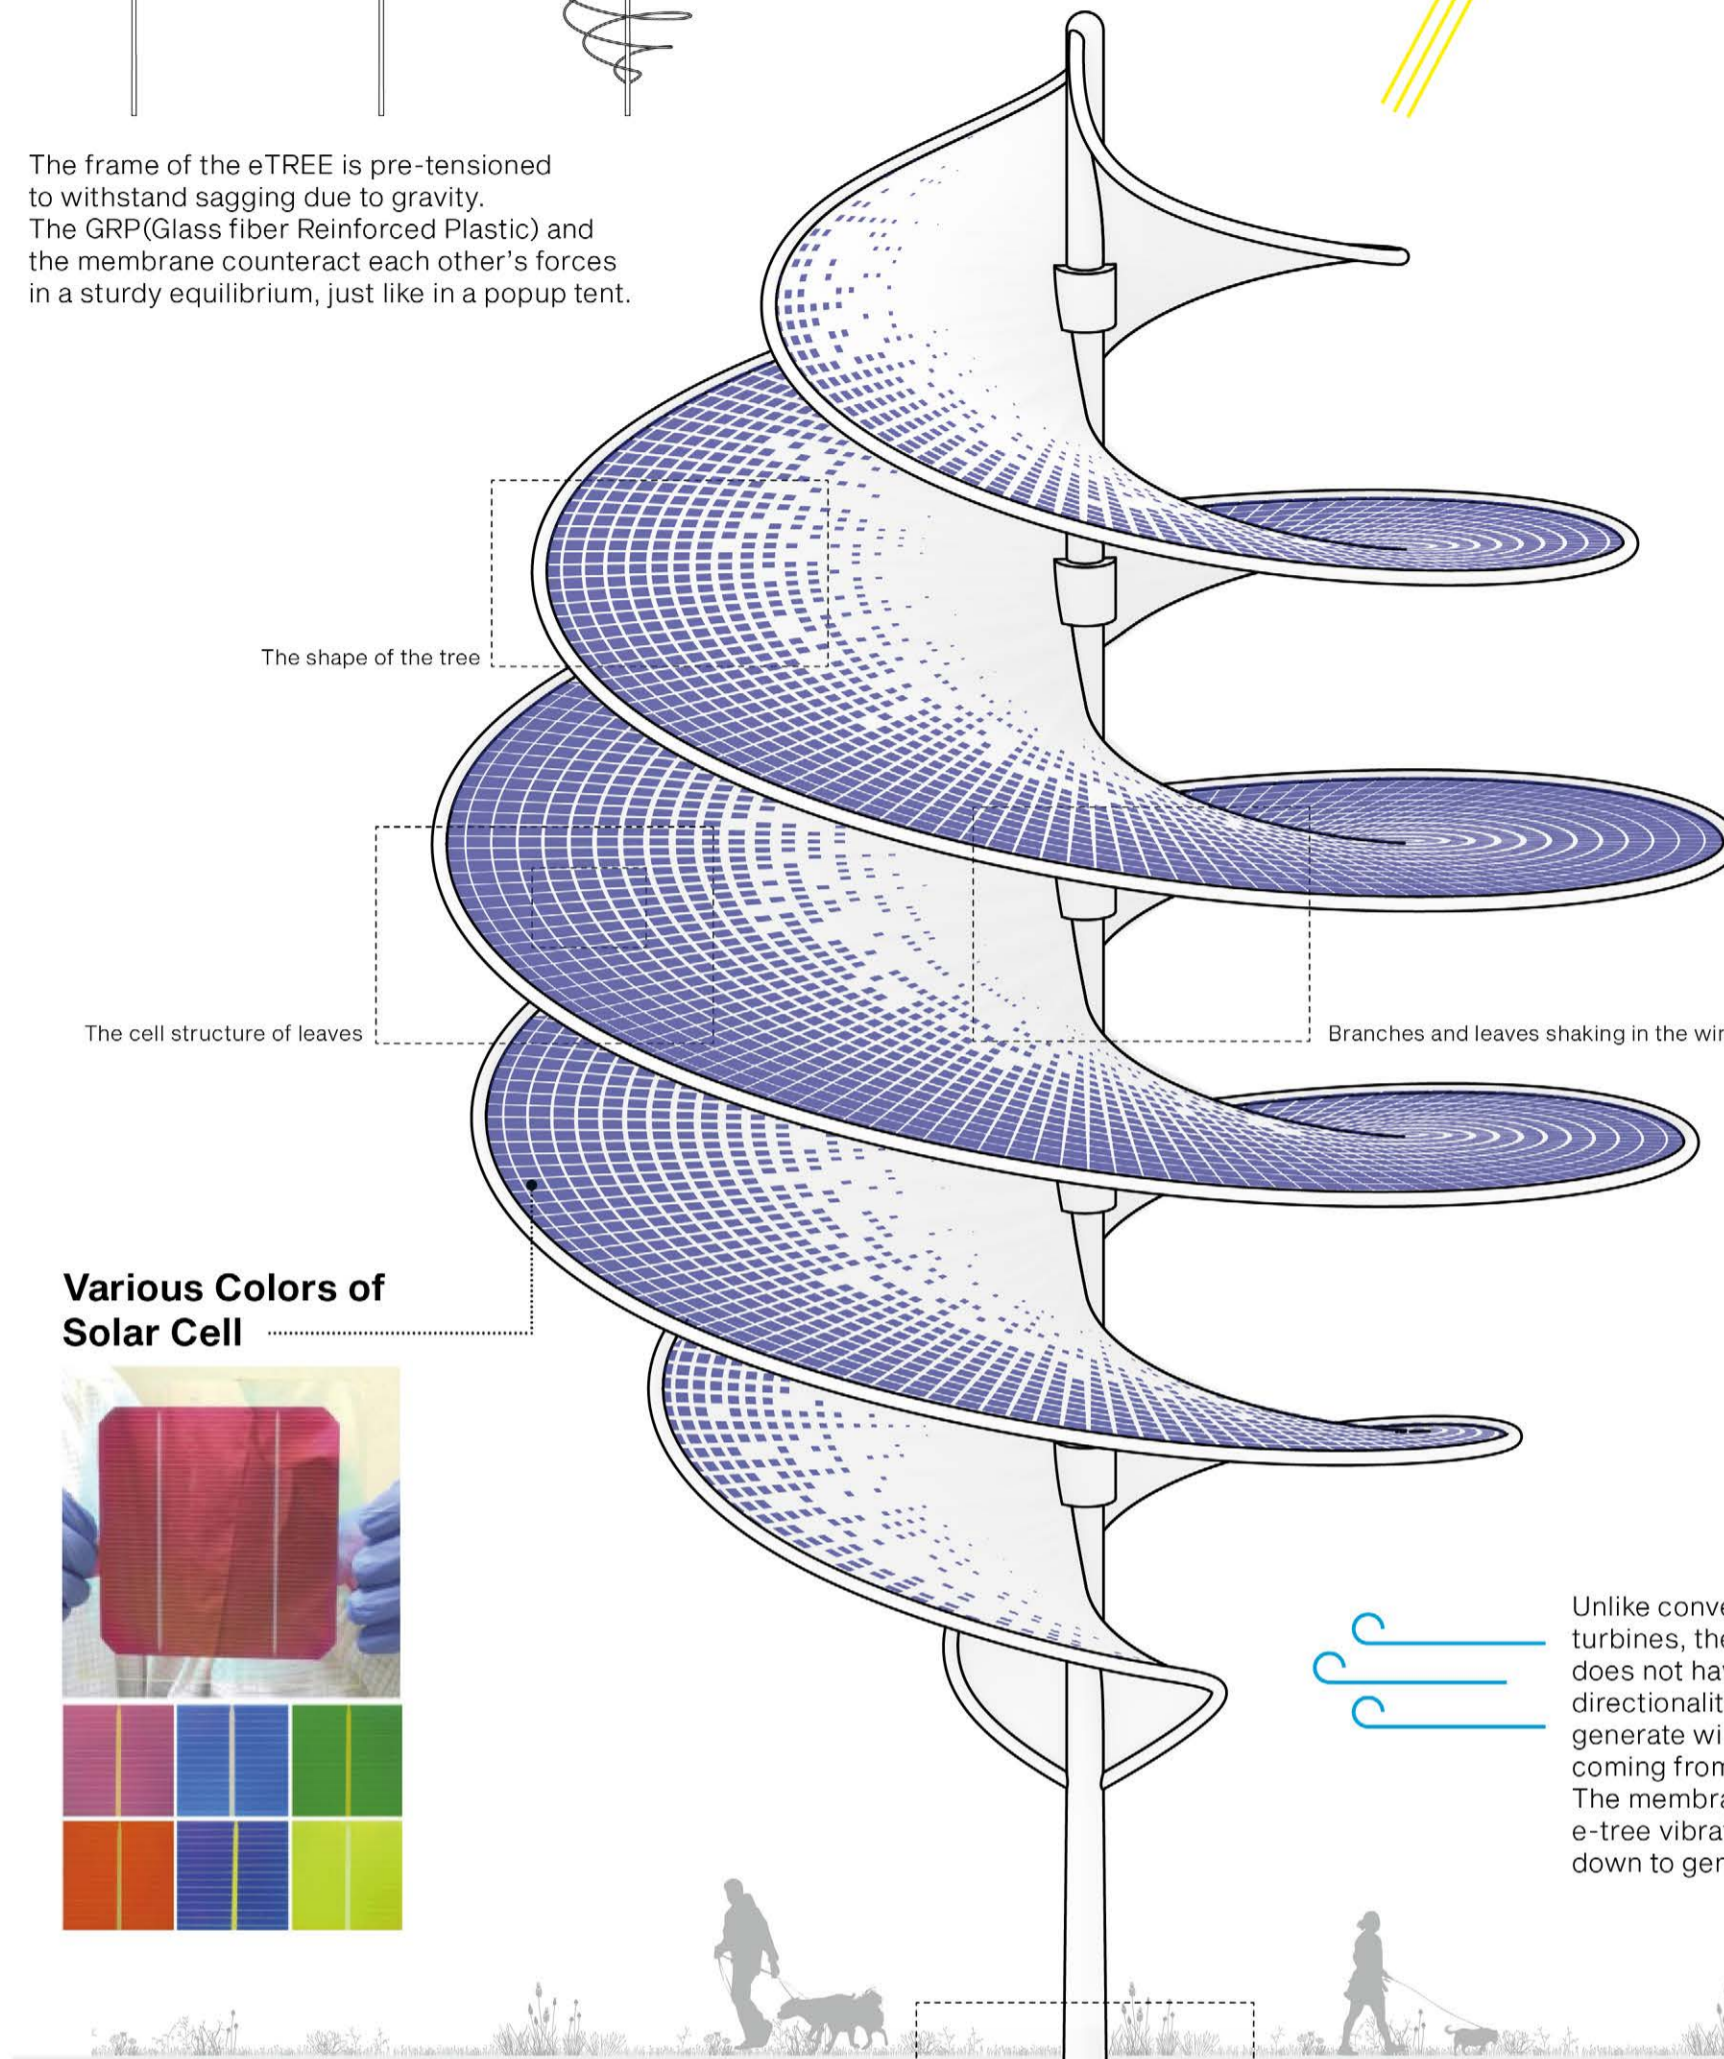 The frame of the eTREE is pre-tensioned
to withstand sagging due to gravity.
The GRP(Glass fiber Reinforced Plastic) and
the membrane counteract each other's forces
in a sturdy equilibrium, just like in a popup tent.
The shape of the tree
The cell structure of leaves
Branches and leaves shaking in the
Various Colors of
Solar Cell
Unlike
turbines,
does not
generate
coming
The
e-tree
down to